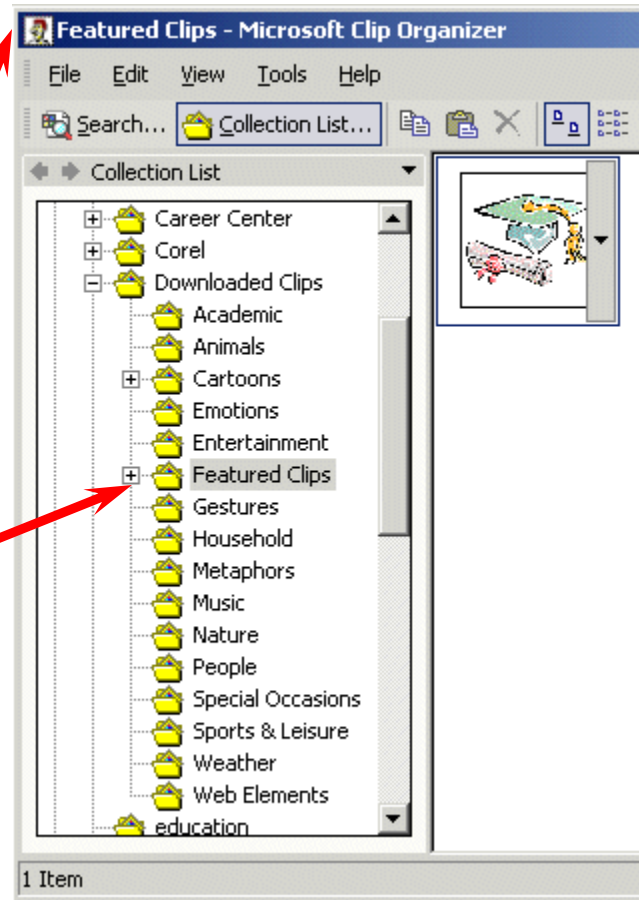 Featured Clips - Microsoft Clip Organizer
File Edit View Tools Help
Search... Collection List...
Collection List
Career Center
Corel
Downloaded Clips
Academic
Animals
Cartoons
Emotions
Entertainment
Featured Clips
Gestures
Household
Metaphors
Music
Nature
People
Special Occasions
Sports & Leisure
Weather
Web Elements
education
1 Item